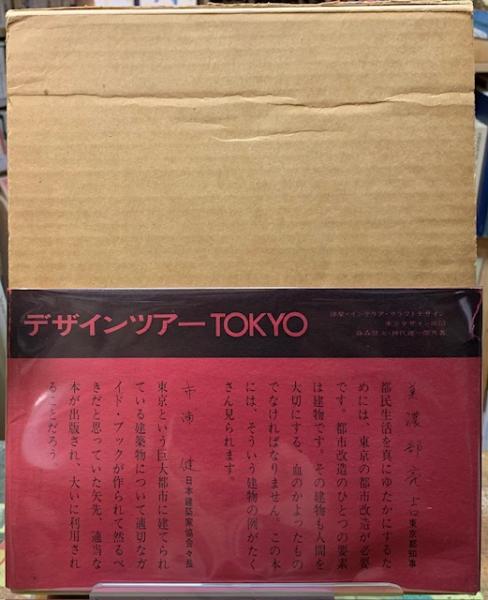 デザインツアーTOKYO
建築・インテリア・クラフトデザイン
美濃部亮吉 東京都知事
都民生活を真にゆたかにするた
めには、東京の都市改造が必要
です。都市改造のひとつの要素
は建物です。その建物も人間を
大切にする、血のかよったもの
でなければなりません。この本
には、そういう建物の例がたく
さん見られます。
市浦 健 日本建築家協会々長
東京という巨大都市に建てられ
ている建築物について適切なガ
イド・ブックが作られて然るべ
きだと思っていた矢先、適当な
本が出版され、大いに利用され
ることだろう。